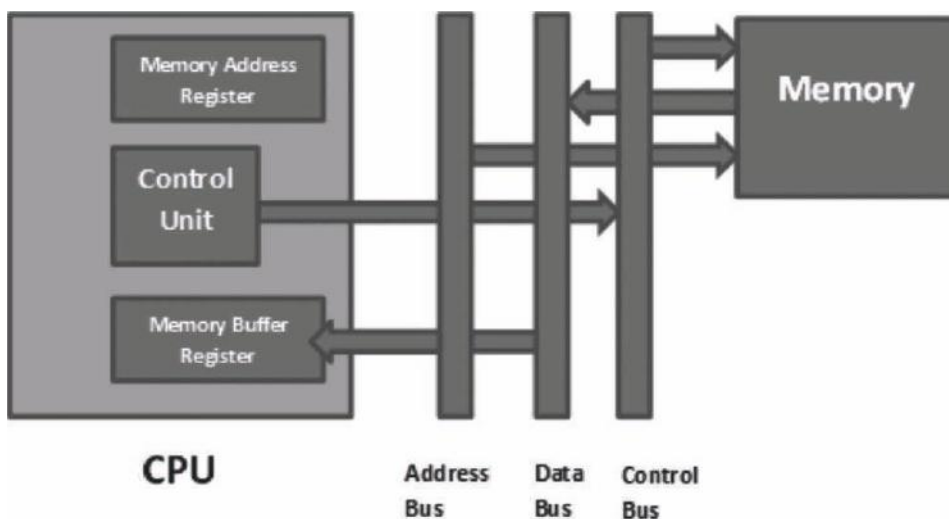 Memory Address
Register
Control
Unit
Memory Buffer
Register
Memory
CPU
Address
Bus
Data
Bus
Control
Bus